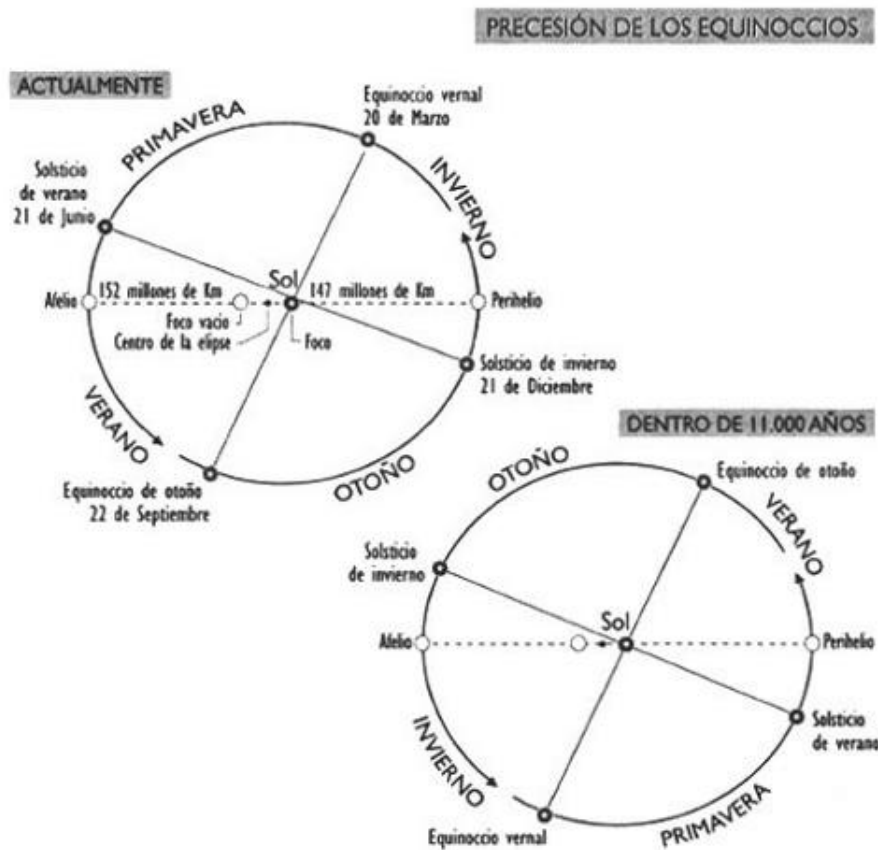 PRECESIÓN DE LOS EQUINOCCIOS
ACTUALMENTE
Equinoccio vernal
20 de Marzo
PRIMAVERA
INVIERNO
Solsticio
de verano
21 de Junio
Sol
Afelio
152 millones de Km
147 millones de Km
Perihelio
Foco vacio
Centro de la elipse
Foco
Solsticio de invierno
21 de Diciembre
VERANO
OTOÑO
Equinoccio de otoño
22 de Septiembre
DENTRO DE 11.000 AÑOS
OTOÑO
Equinoccio de otoño
VERANO
Solsticio
de invierno
Sol
Afelio
Perihelio
Solsticio
de verano
INVIERNO
PRIMAVERA
Equinoccio vernal